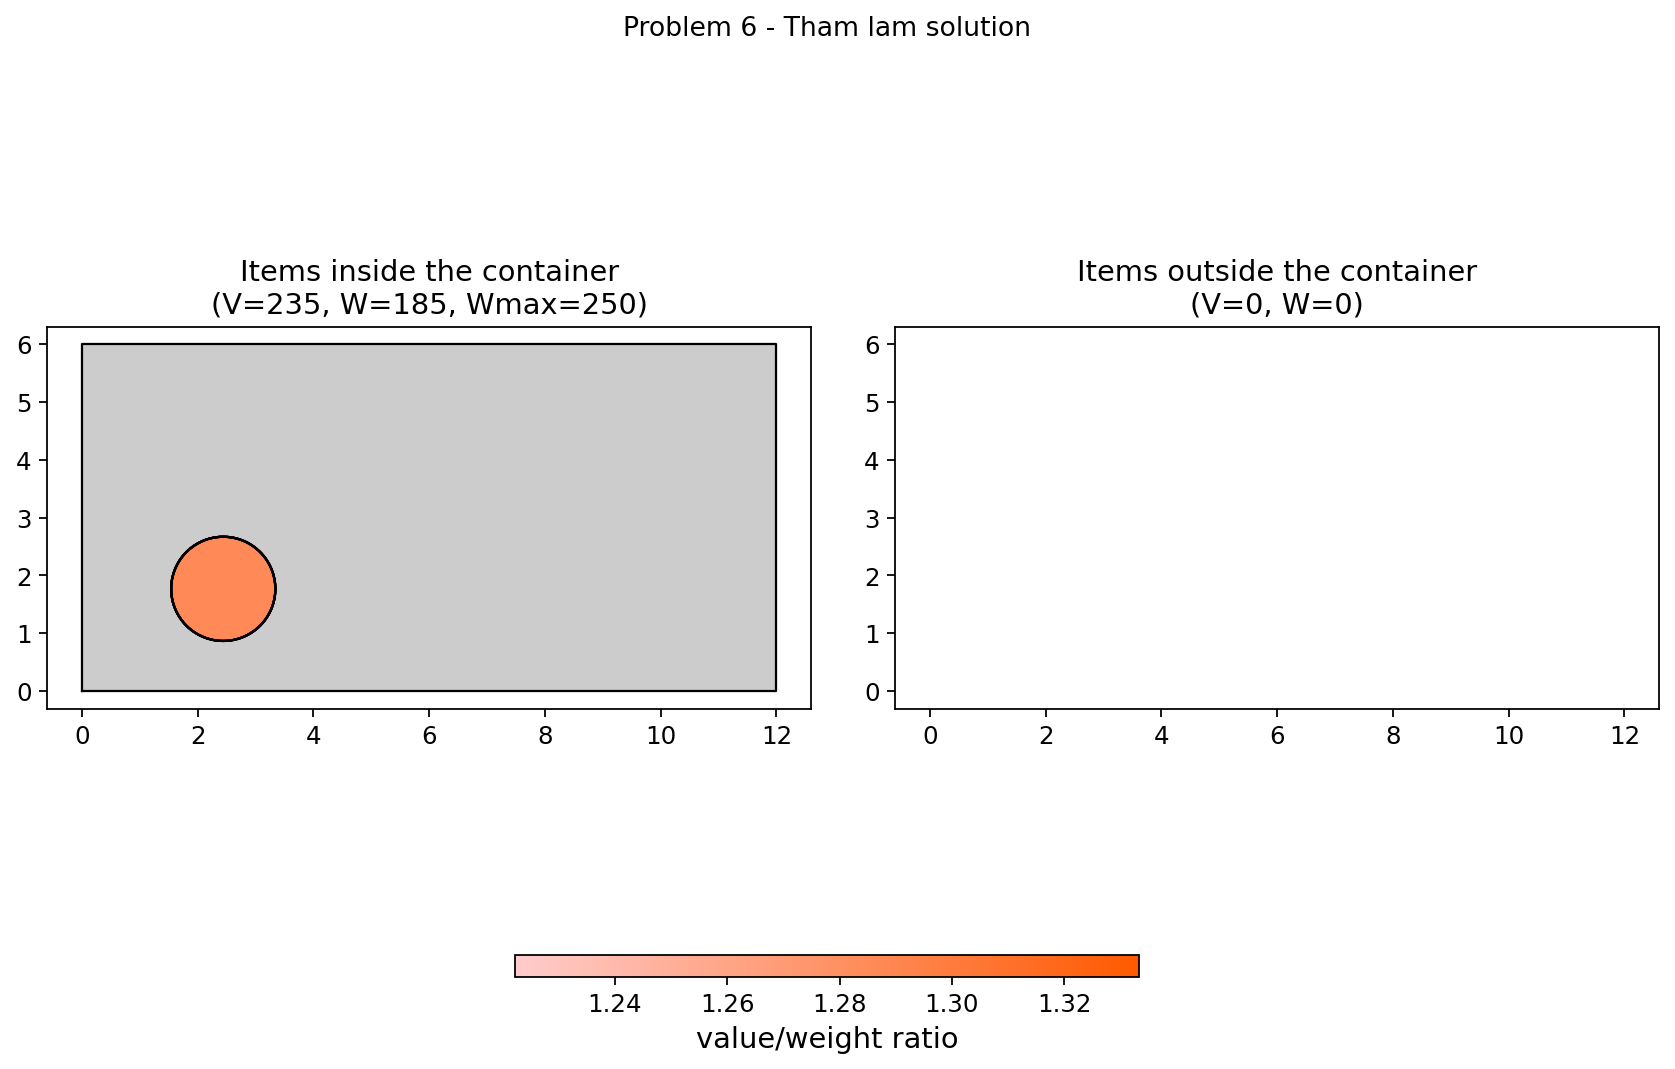 Problem 6 - Tham lam solution
Items inside the container
(V=235, W=185, Wmax=250)
6
5
4
3
2
1
0
0 2 4 6 8 10 12
Items outside the container
(V=0, W=0)
6
5
4
3
2
1
0
0 2 4 6 8 10 12
1.24 1.26 1.28 1.30 1.32
value/weight ratio